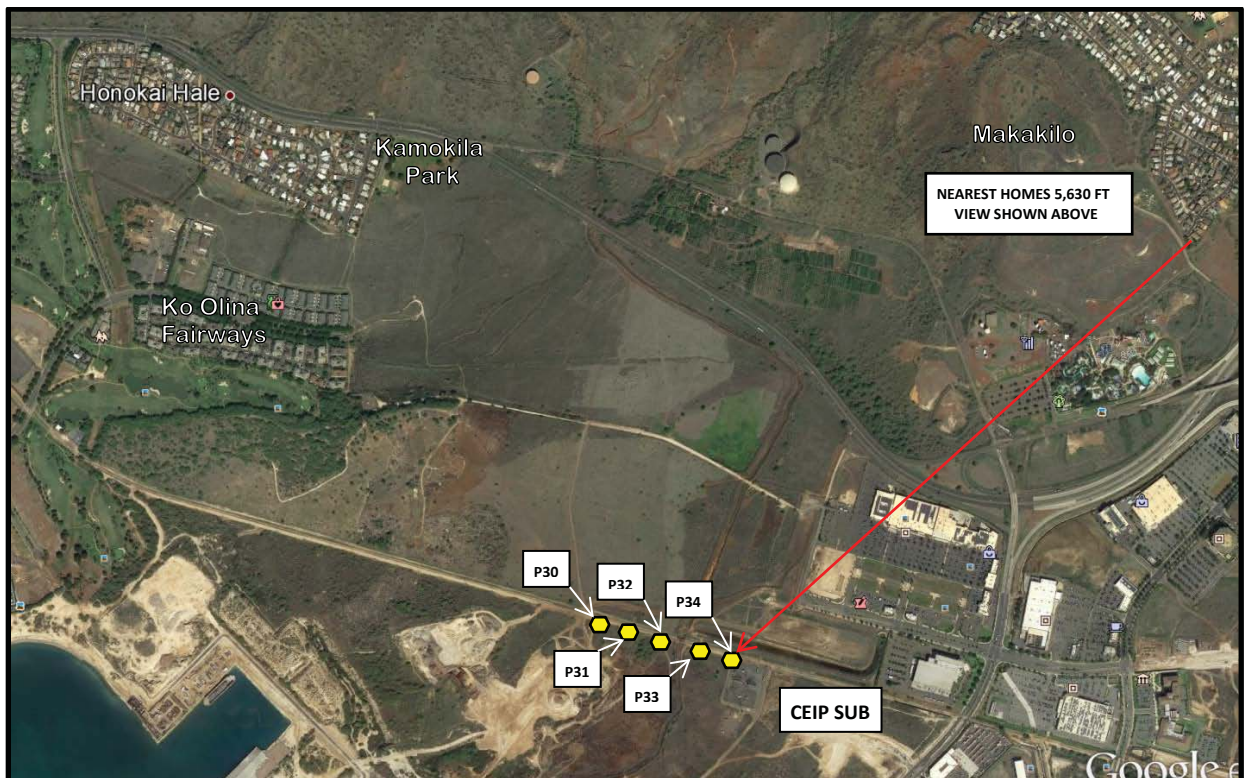 Honokai Hale
Kamokila
Park
Makakilo
NEAREST HOMES 5,630 FT
VIEW SHOWN ABOVE
Ko Olina
Fairways
P30
P32
P34
P31
P33
CEIP SUB
Google